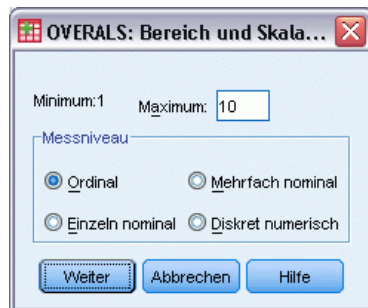 OVERALS: Bereich und Skala...
Minimum:1 Maximum: 10
Messniveau
Ordinal Mehrfach nominal
Einzeln nominal Diskret numerisch
Weiter Abbrechen Hilfe